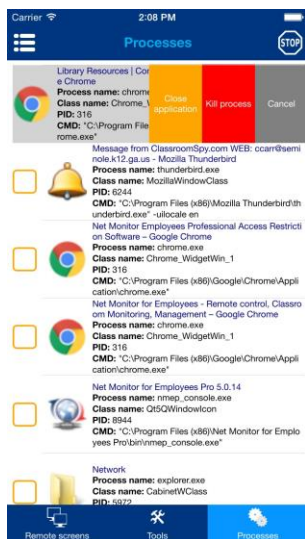 Carrier 2:08 PM
Processes
STOP
Library Resources | Cor
e Chrome
Process name: chrome
Class name: Chrome_V
PID: 316
CMD: "C:\Program File
rome.exe"
Close application
Kill process
Cancel
Message from ClassroomSpy.com WEB: ccarr@semi
nole.k12.ga.us - Mozilla Thunderbird
Process name: thunderbird.exe
Class name: MozillaWindowClass
PID: 6244
CMD: "C:\Program Files (x86)\Mozilla Thunderbird\th
underbird.exe" -uilocale en
Net Monitor Employees Professional Access Restricti
on Software – Google Chrome
Process name: chrome.exe
Class name: Chrome_WidgetWin_1
PID: 316
CMD: "C:\Program Files (x86)\Google\Chrome\Appli
cation\chrome.exe"
Net Monitor for Employees - Remote control, Classro
om Monitoring, Management – Google Chrome
Process name: chrome.exe
Class name: Chrome_WidgetWin_1
PID: 316
CMD: "C:\Program Files (x86)\Google\Chrome\Appli
cation\chrome.exe"
Net Monitor for Employees Pro 5.0.14
Process name: nmep_console.exe
Class name: Qt5QWindowIcon
PID: 8944
CMD: "C:\Program Files (x86)\Net Monitor for Emplo
yees Pro\bin\nmep_console.exe"
Network
Process name: explorer.exe
Class name: CabinetWClass
PID: 5972
Remote screens
Tools
Processes